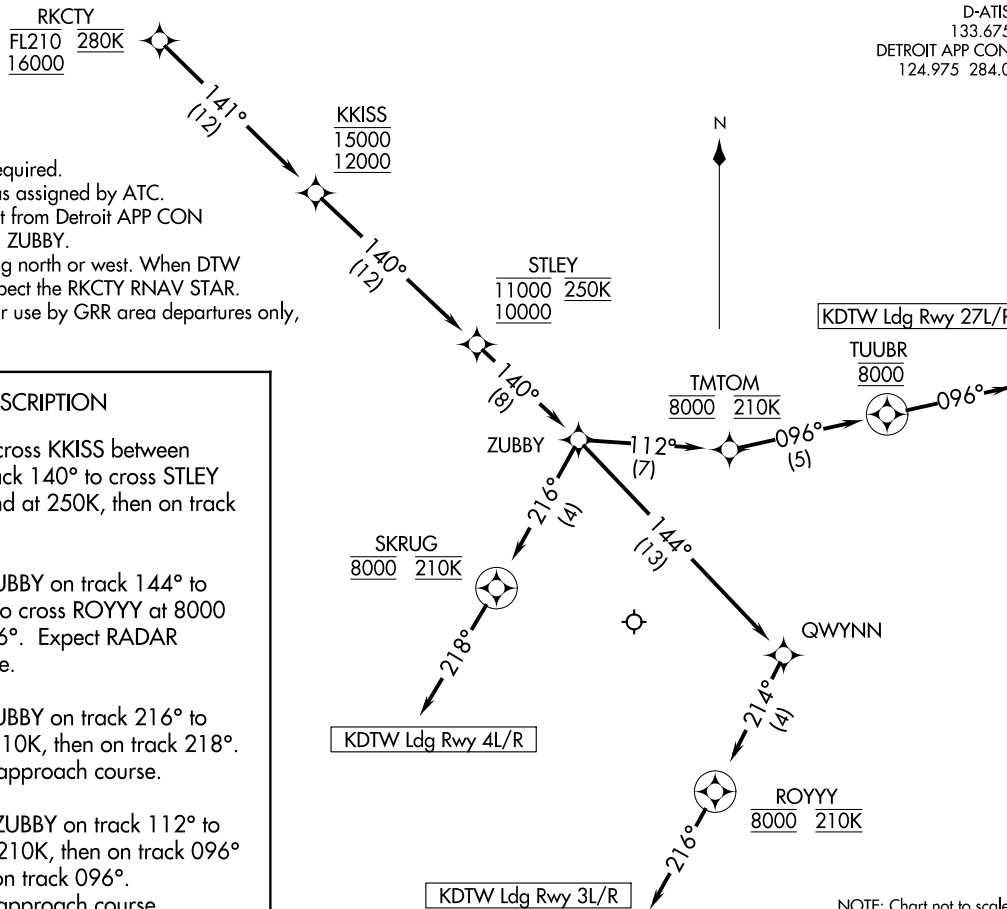 RKCTY
FL210 280K
16000
D-ATIS
133.675
DETROIT APP CON
124.975 284.0
141°
(12)
KKISS
15000
12000
N
equired.
as assigned by ATC.
t from Detroit APP CON
ZUBBY.
g north or west. When DTW
pect the RKCTY RNAV STAR.
r use by GRR area departures only,
140°
(12)
STLEY
11000 250K
10000
KDTW Ldg Rwy 27L/R
140°
(8)
TUUBR
8000
TMTOM
8000 210K
096°
096°
(5)
ZUBBY
112°
(7)
SCRIPTION
cross KKISS between
ck 140° to cross STLEY
nd at 250K, then on track
216°
(4)
144°
(13)
SKRUG
8000 210K
UBBY on track 144° to
o cross ROYYY at 8000
6°. Expect RADAR
e.
QWYNN
218°
214°
(4)
KDTW Ldg Rwy 4L/R
UBBY on track 216° to
10K, then on track 218°.
approach course.
ROYYY
8000 210K
ZUBBY on track 112° to
210K, then on track 096°
on track 096°.
approach course.
216°
KDTW Ldg Rwy 3L/R
NOTE: Chart not to scale